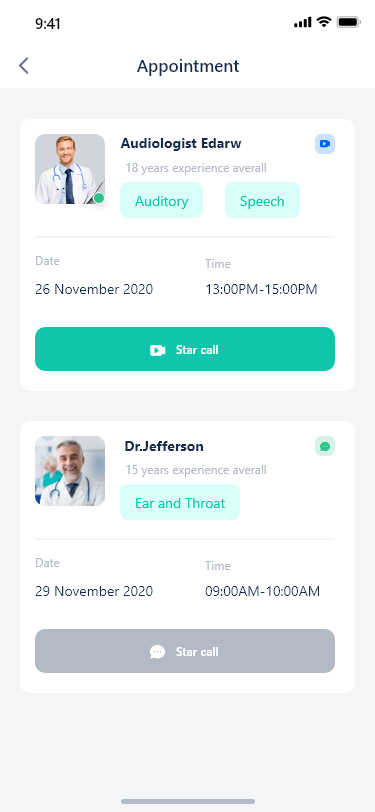 9:41
Appointment
Audiologist Edarw
18 years experience averall
Auditory Speech
Date Time
26 November 2020 13:00PM-15:00PM
Star call
Dr.Jefferson
15 years experience averall
Ear and Throat
Date Time
29 November 2020 09:00AM-10:00AM
Star call